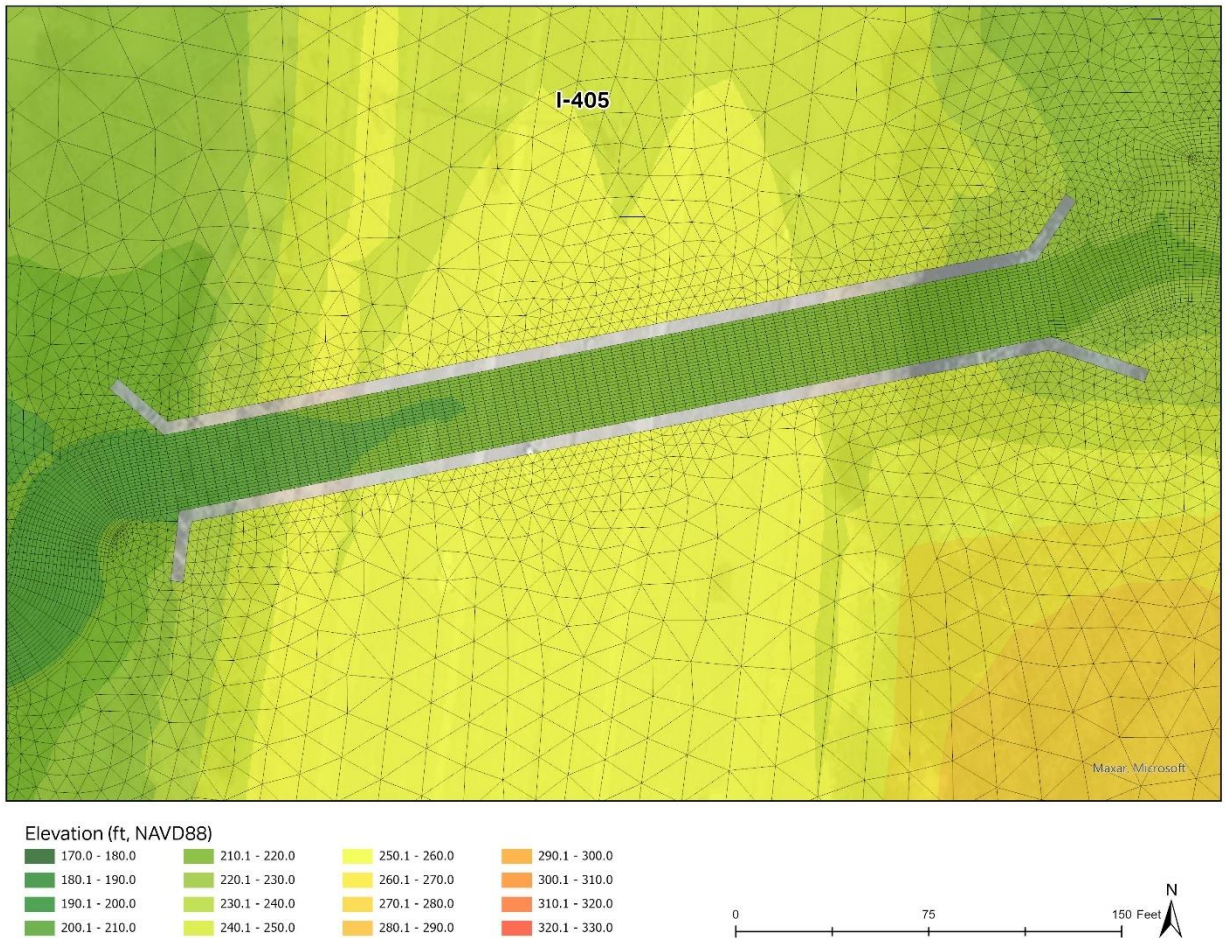 I-405
Maxar, Microsoft
Elevation (ft, NAVD88)
170.0 - 180.0
180.1 - 190.0
190.1 - 200.0
200.1 - 210.0
210.1 - 220.0
220.1 - 230.0
230.1 - 240.0
240.1 - 250.0
250.1 - 260.0
260.1 - 270.0
270.1 - 280.0
280.1 - 290.0
290.1 - 300.0
300.1 - 310.0
310.1 - 320.0
320.1 - 330.0
0 75 150 Feet
N